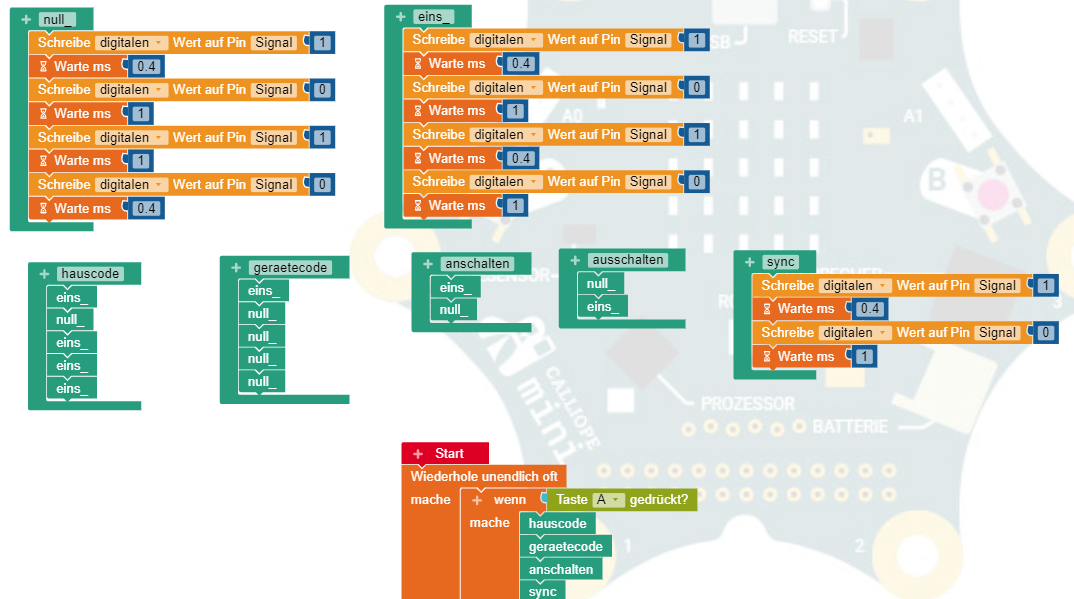 null_
Schreibe digitalen Wert auf Pin Signal 1
Warte ms 0.4
Schreibe digitalen Wert auf Pin Signal 0
Warte ms 1
Schreibe digitalen Wert auf Pin Signal 1
Warte ms 1
Schreibe digitalen Wert auf Pin Signal 0
Warte ms 0.4
eins_
Schreibe digitalen Wert auf Pin Signal 1
Warte ms 0.4
Schreibe digitalen Wert auf Pin Signal 0
Warte ms 1
Schreibe digitalen Wert auf Pin Signal 1
Warte ms 0.4
Schreibe digitalen Wert auf Pin Signal 0
Warte ms 1
SB
RESET
A0
A1
B
hauscode
eins_
null_
eins_
eins_
eins_
geraetecode
eins_
null_
null_
null_
null_
anschalten
eins_
null_
ausschalten
null_
eins_
sync
Schreibe digitalen Wert auf Pin Signal 1
Warte ms 0.4
Schreibe digitalen Wert auf Pin Signal 0
Warte ms 1
3
CALLIOPE
mini
PROZESSOR
BATTERIE
Start
Wiederhole unendlich oft
mache wenn Taste A gedrückt?
mache hauscode
geraetecode
anschalten
sync
1
2